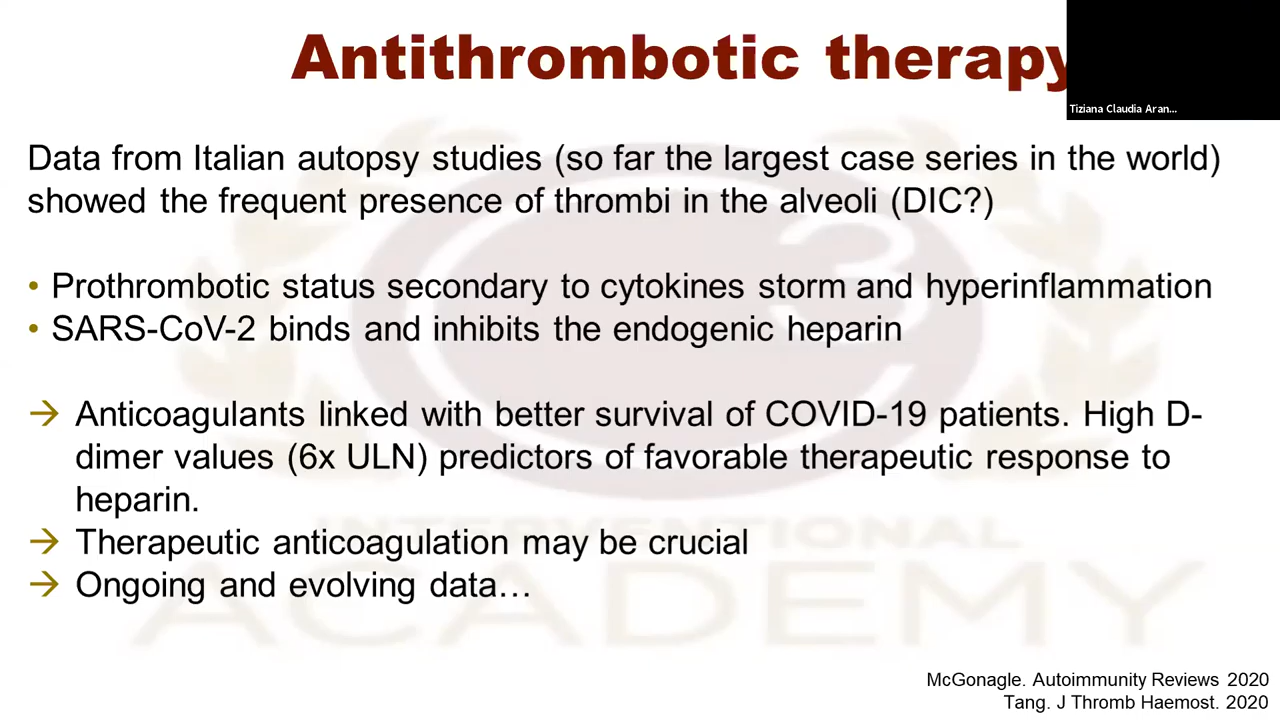 Antithrombotic therapy
Tiziana Claudia Aran...
Data from Italian autopsy studies (so far the largest case series in the world)
showed the frequent presence of thrombi in the alveoli (DIC?)
• Prothrombotic status secondary to cytokines storm and hyperinflammation
• SARS-CoV-2 binds and inhibits the endogenic heparin
→ Anticoagulants linked with better survival of COVID-19 patients. High D-
dimer values (6x ULN) predictors of favorable therapeutic response to
heparin.
→ Therapeutic anticoagulation may be crucial
→ Ongoing and evolving data…
3
INTERVENTIONAL
ACADEMY
McGonagle. Autoimmunity Reviews 2020
Tang. J Thromb Haemost. 2020